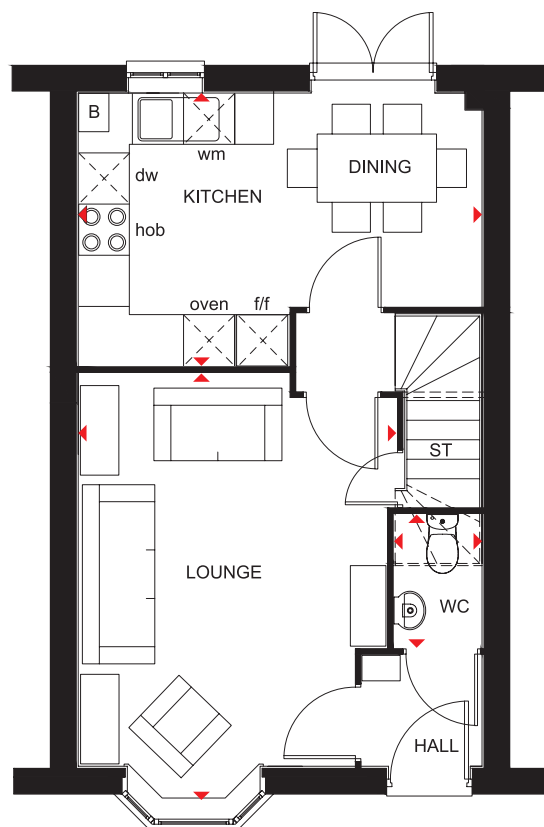 B
wm
DINING
dw
KITCHEN
hob
oven
f/f
ST
LOUNGE
WC
HALL